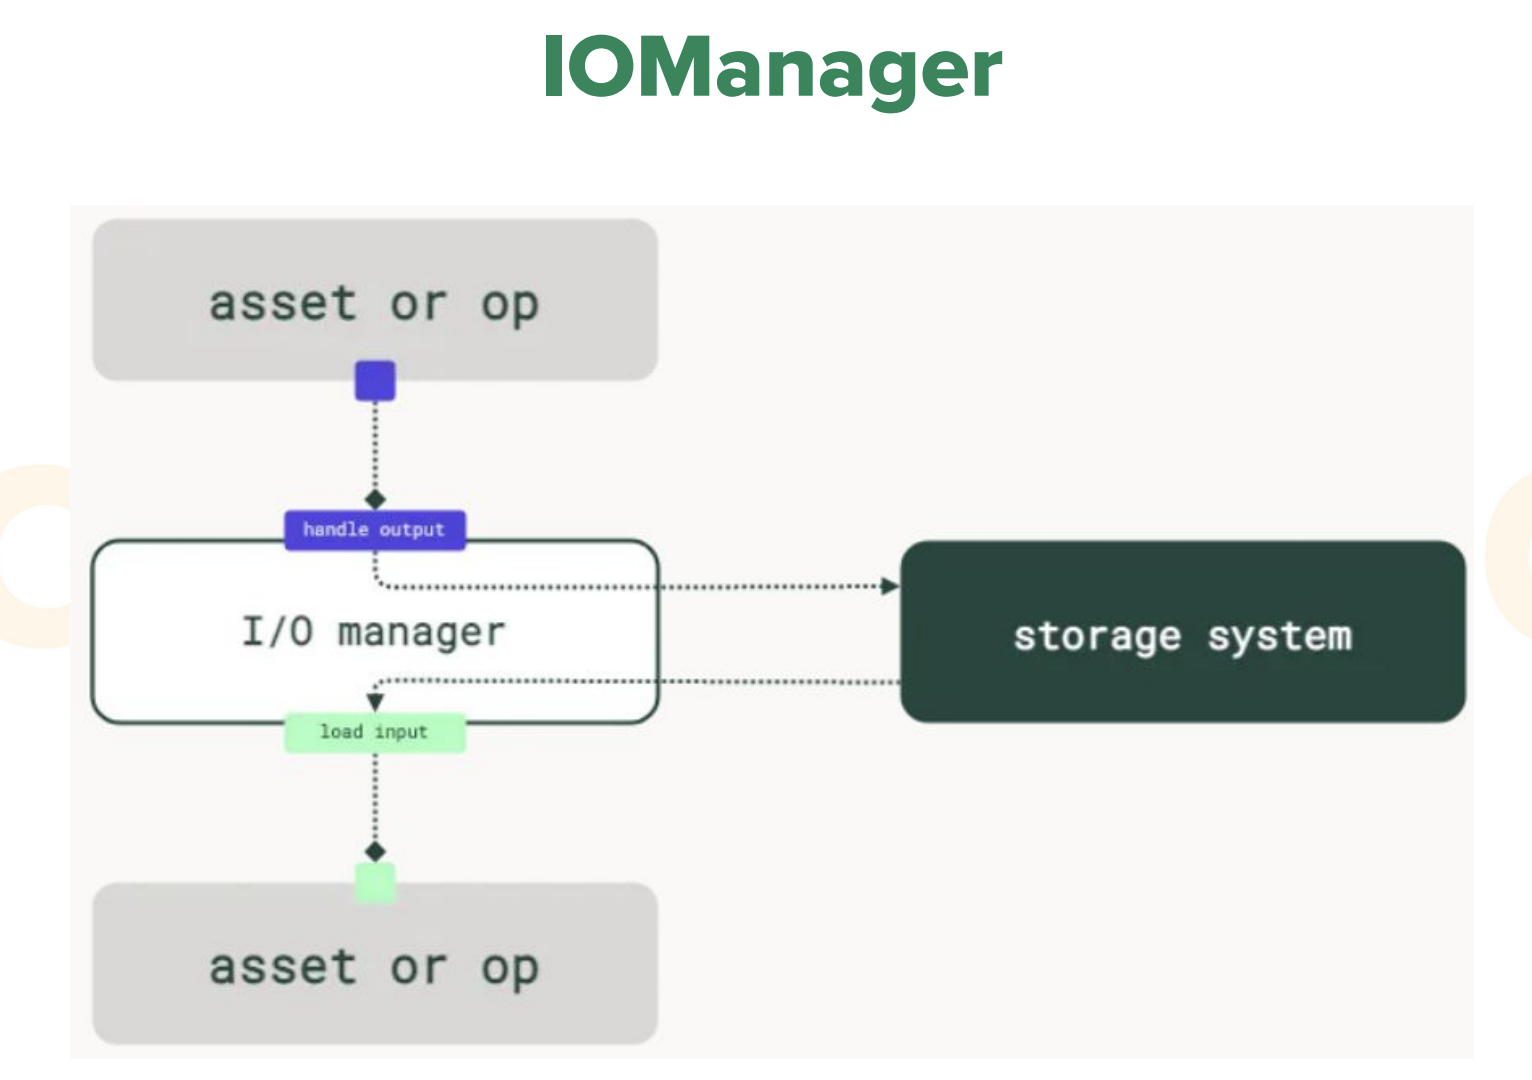 IOManager
asset or op
handle output
I/O manager
storage system
load input
asset or op